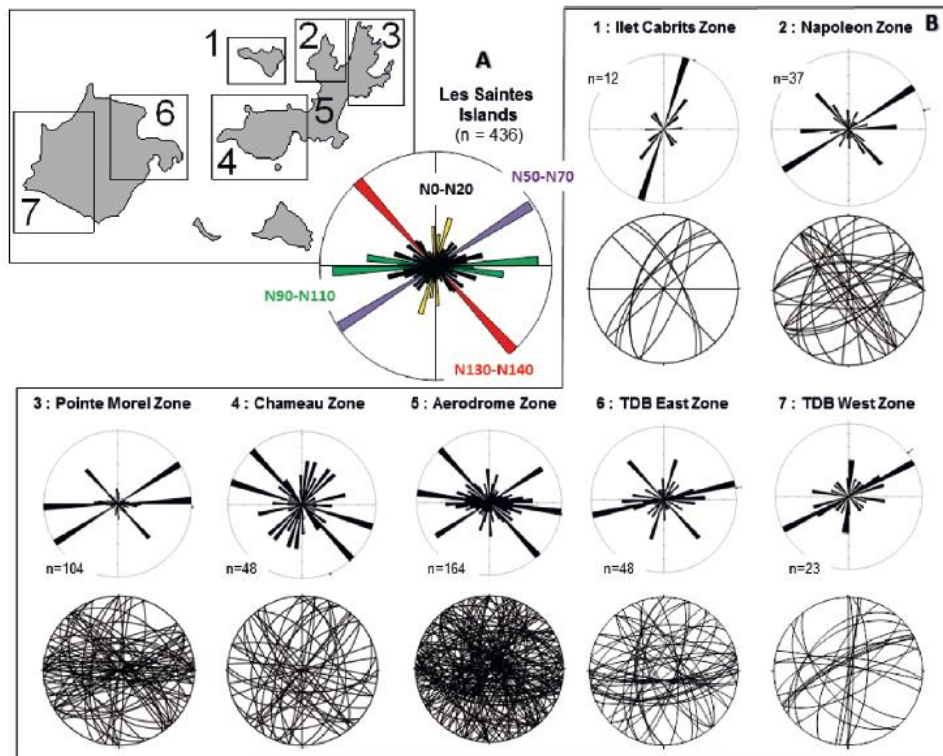 1
2
3
4
5
6
7
A
Les Saintes
Islands
(n = 436)
N0-N20
N50-N70
N90-N110
N130-N140
B
1 : Ilet Cabrits Zone
n=12
2 : Napoleon Zone
n=37
3 : Pointe Morel Zone
n=104
4 : Chameau Zone
n=48
5 : Aerodrome Zone
n=164
6 : TDB East Zone
n=48
7 : TDB West Zone
n=23